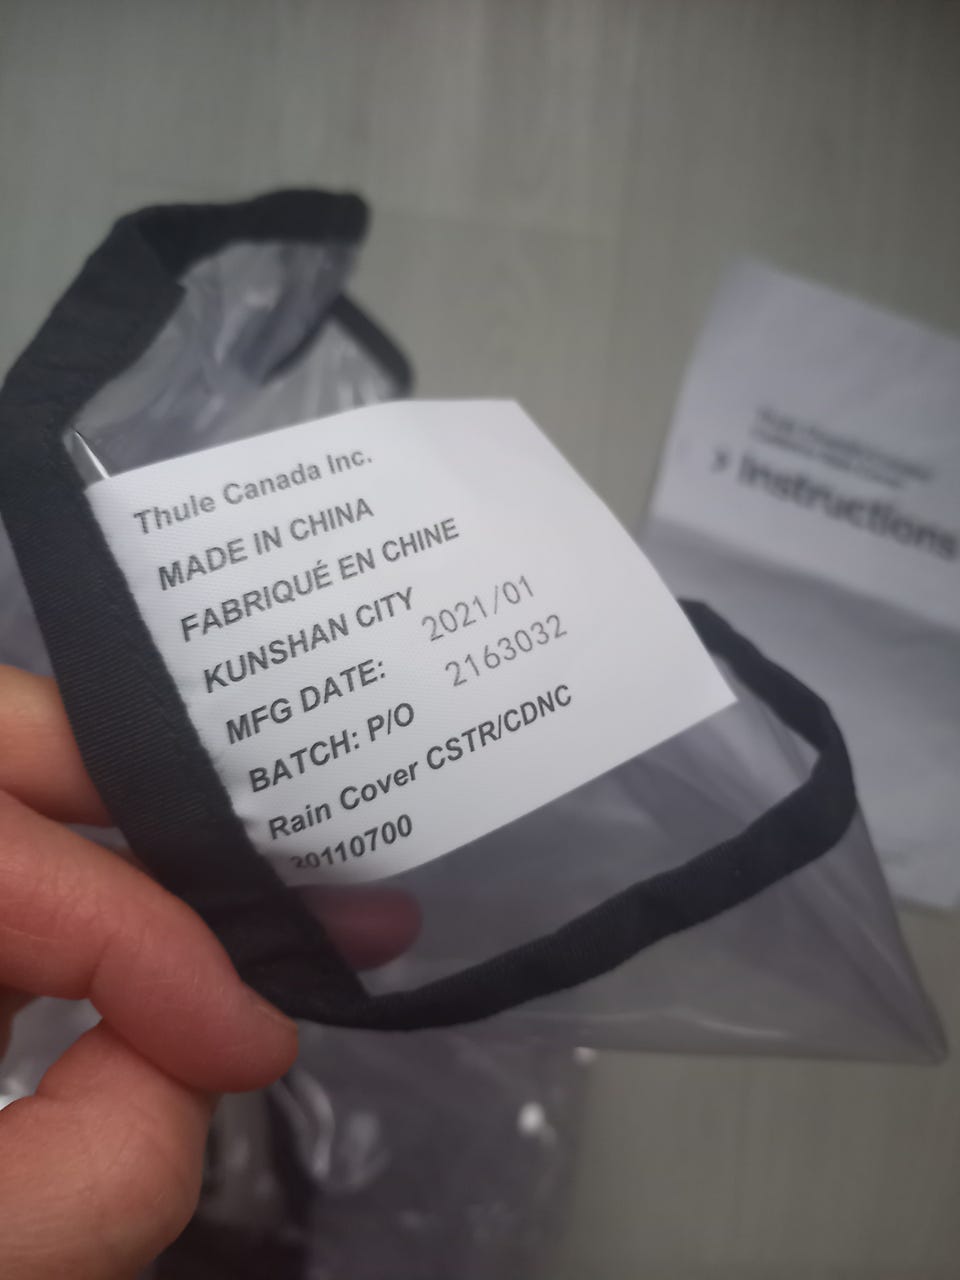 Thule Canada Inc.
MADE IN CHINA
FABRIQUÉ EN CHINE
KUNSHAN CITY
MFG DATE: 2021/01
BATCH: P/O 2163032
Rain Cover CSTR/CDNC
20110700
› Instructions